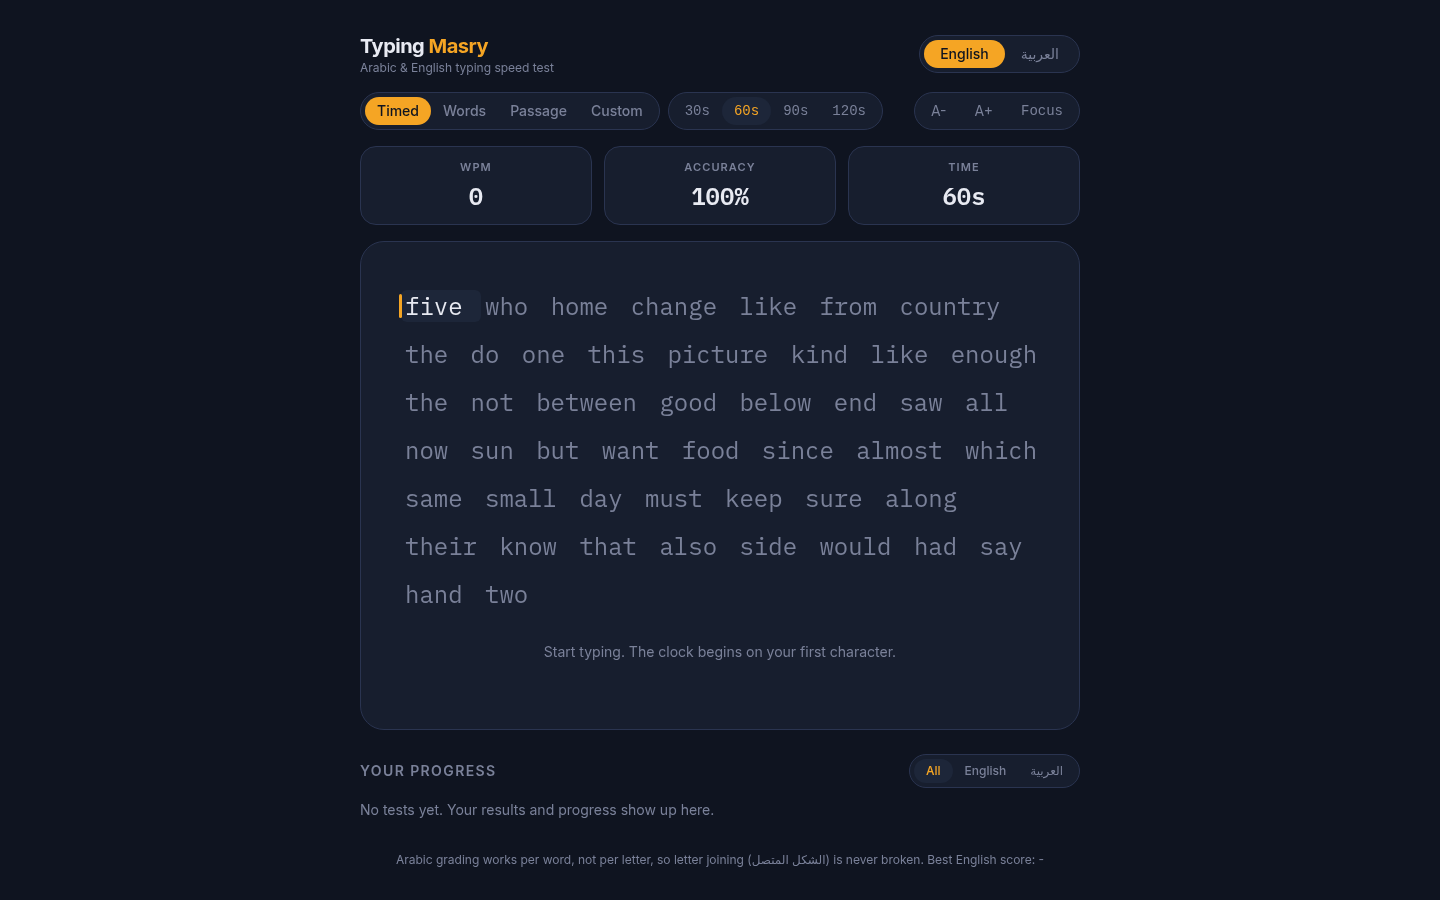 Typing Masry
Arabic & English typing speed test
English العربية
Timed Words Passage Custom 30s 60s 90s 120s A- A+ Focus
WPM ACCURACY TIME
0 100% 60s
five who home change like from country
the do one this picture kind like enough
the not between good below end saw all
now sun but want food since almost which
same small day must keep sure along
their know that also side would had say
hand two
Start typing. The clock begins on your first character.
YOUR PROGRESS All English العربية
No tests yet. Your results and progress show up here.
Arabic grading works per word, not per letter, so letter joining (الشكل المتصل) is never broken. Best English score: -